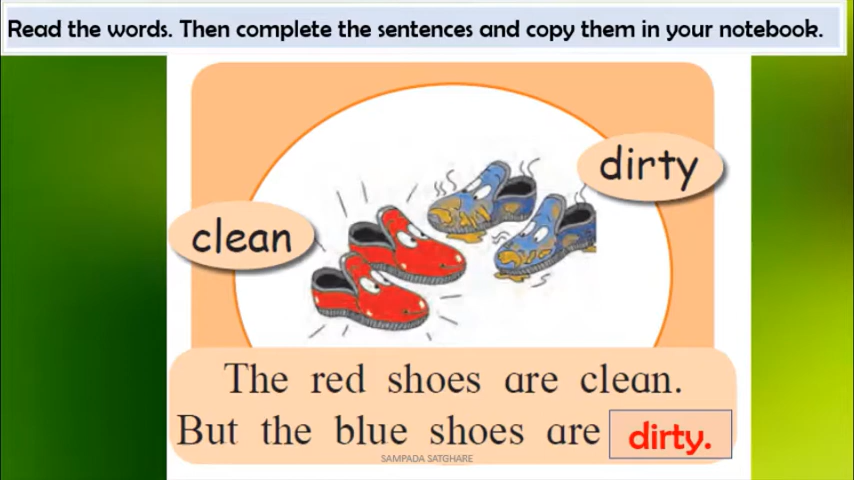 Read the words. Then complete the sentences and copy them in your notebook.
dirty
clean
The red shoes are clean.
But the blue shoes are dirty.
SAMPADA SATGHARE